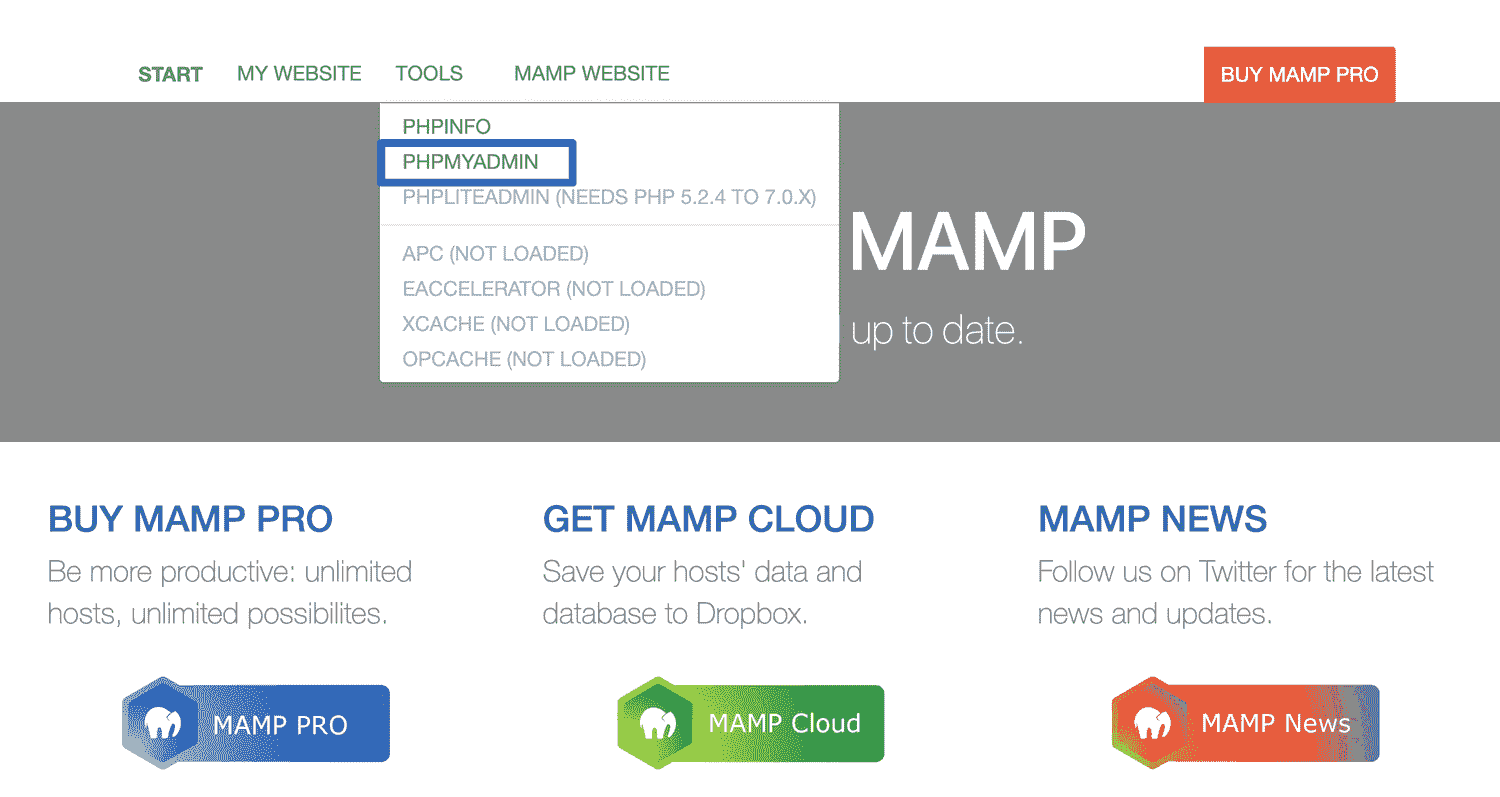 START MY WEBSITE TOOLS MAMP WEBSITE BUY MAMP PRO
PHPINFO
PHPMYADMIN
PHPLITEADMIN (NEEDS PHP 5.2.4 TO 7.0.X)
APC (NOT LOADED)
EACCELERATOR (NOT LOADED)
XCACHE (NOT LOADED)
OPCACHE (NOT LOADED)
MAMP
up to date.
BUY MAMP PRO
Be more productive: unlimited
hosts, unlimited possibilites.
MAMP PRO
GET MAMP CLOUD
Save your hosts' data and
database to Dropbox.
MAMP Cloud
MAMP NEWS
Follow us on Twitter for the latest
news and updates.
MAMP News